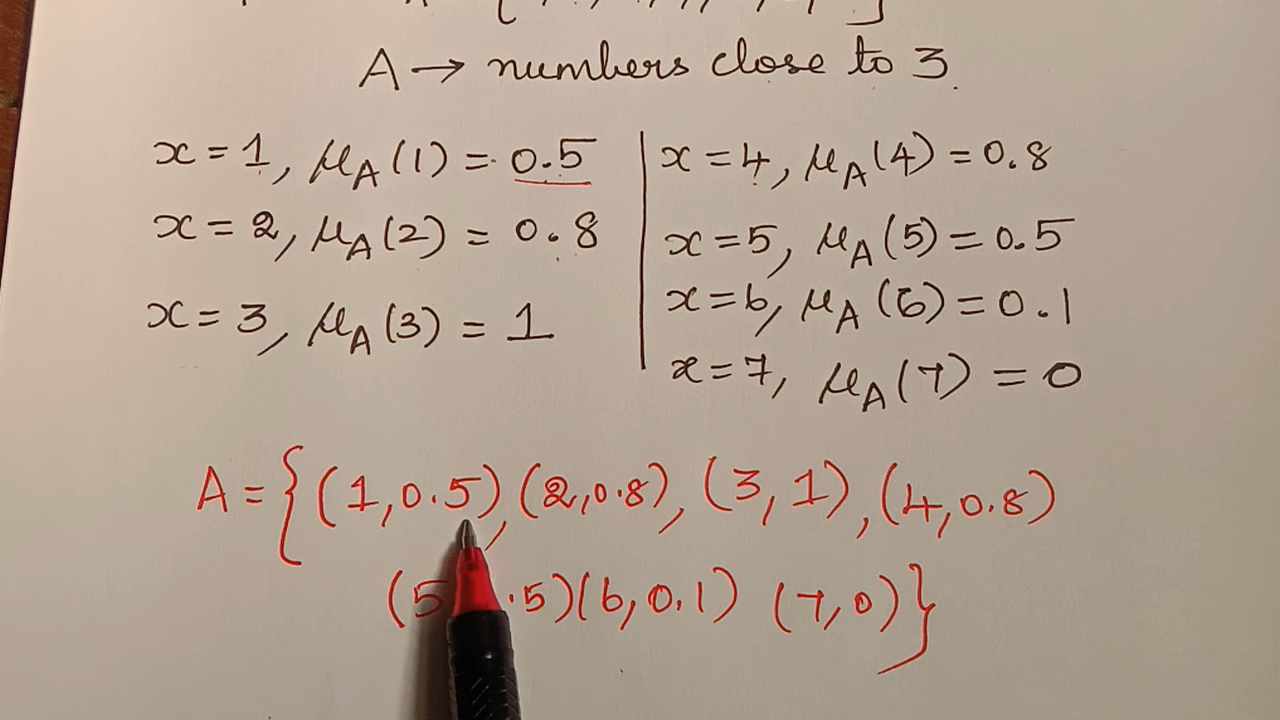 A → numbers close to 3.
x = 1, μA(1) = 0.5
x = 2, μA(2) = 0.8
x = 3, μA(3) = 1
x = 4, μA(4) = 0.8
x = 5, μA(5) = 0.5
x = 6, μA(6) = 0.1
x = 7, μA(7) = 0
A = {(1, 0.5), (2, 0.8), (3, 1), (4, 0.8)
(5 .5)(6, 0.1) (7, 0)}